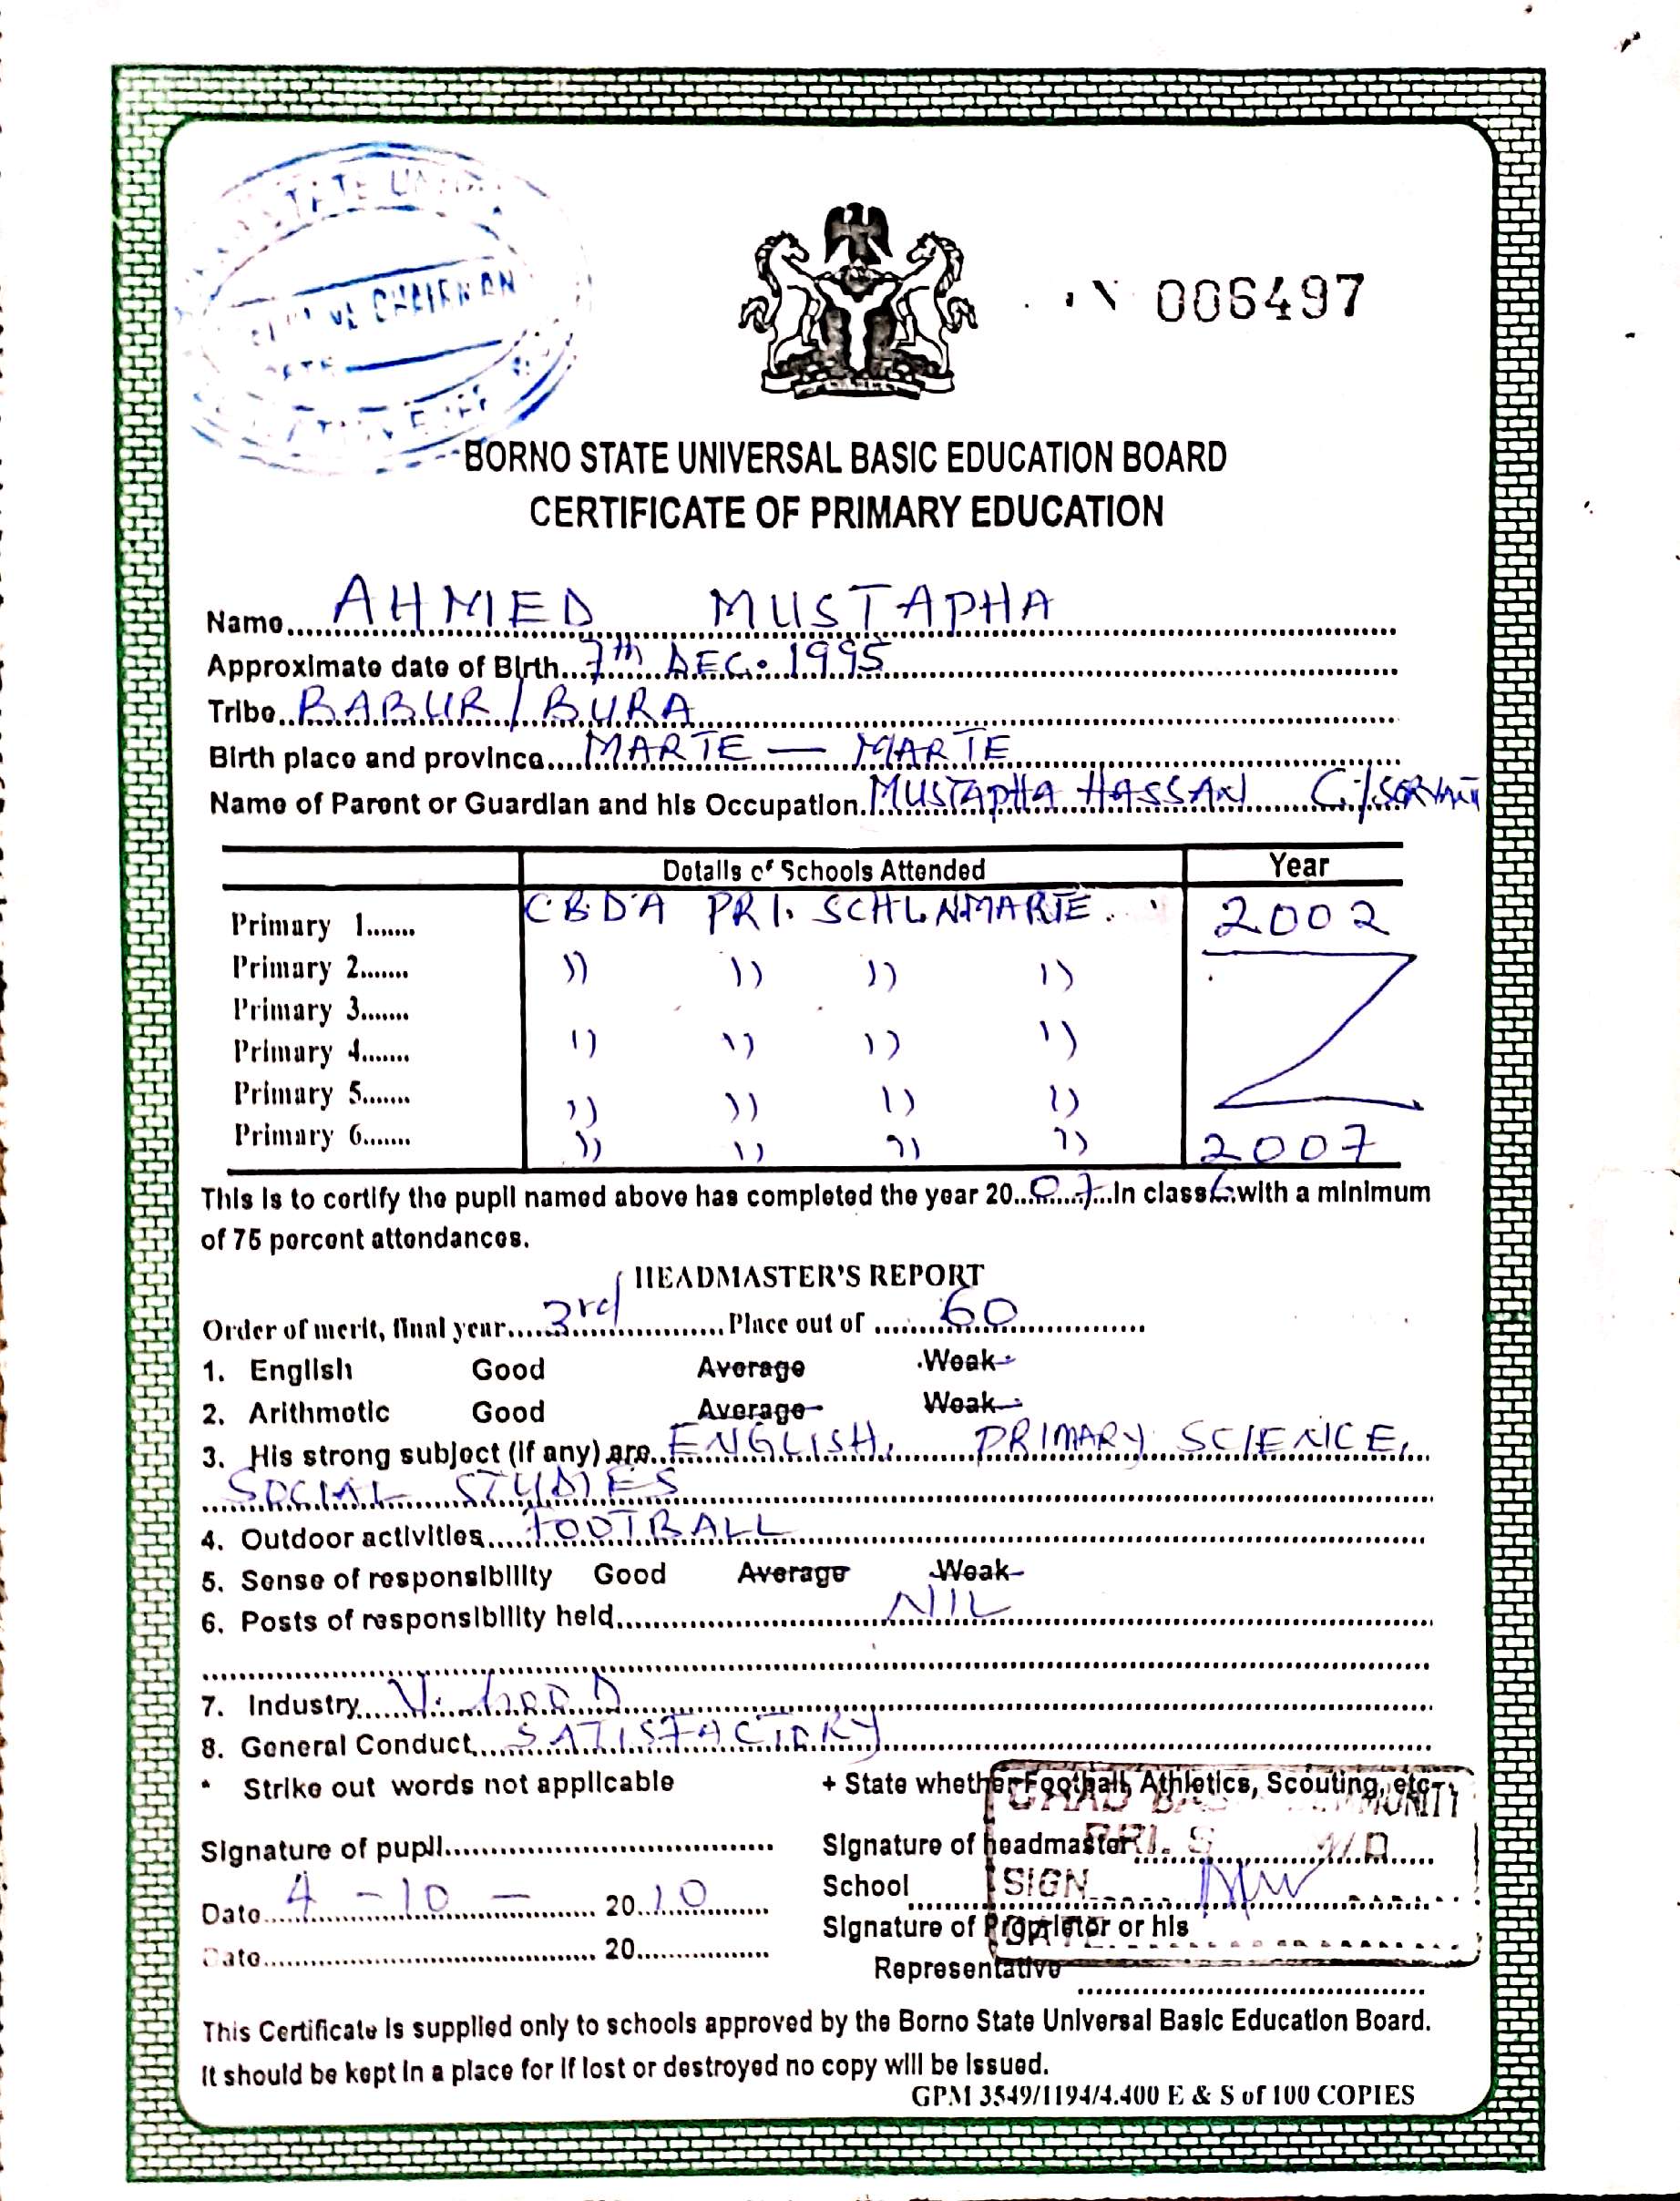 006497
CHAIRMAN
BORNO STATE UNIVERSAL BASIC EDUCATION BOARD
CERTIFICATE OF PRIMARY EDUCATION
Name AHMED MUSTAPHA
Approximate date of Birth 7th DEC. 1995
Tribe BABUR / BURA
Birth place and province MARTE — MARTE
Name of Parent or Guardian and his Occupation. MUSTAPHA HASSAN C/SERVANT
Details of Schools Attended Year
Primary 1....... CBDA PRI. SCHL NMARTE. 2002
Primary 2....... )) )) )) ))
Primary 3.......
Primary 4....... )) )) )) ))
Primary 5....... )) )) )) ))
Primary 6....... )) )) )) )) 2007
This is to certify the pupil named above has completed the year 20 07 in class 6 with a minimum
of 75 percent attendances.
HEADMASTER'S REPORT
Order of merit, final year 3rd Place out of 60
1. English Good Average Weak
2. Arithmetic Good Average Weak
3. His strong subject (if any) are ENGLISH, PRIMARY SCIENCE,
SOCIAL STUDIES
4. Outdoor activities FOOTBALL
5. Sense of responsibility Good Average Weak
6. Posts of responsibility held NIL
7. Industry V. GOOD
8. General Conduct SATISFACTORY
* Strike out words not applicable + State whether Football, Athletics, Scouting, etc
Signature of pupil Signature of headmaster
School
SIGN
Date 4 - 10 - 20 10
Signature of Proprietor or his
DATE
Date 20
Representative
This Certificate is supplied only to schools approved by the Borno State Universal Basic Education Board.
It should be kept in a place for if lost or destroyed no copy will be issued.
GPM 3549/1194/4.400 E & S of 100 COPIES